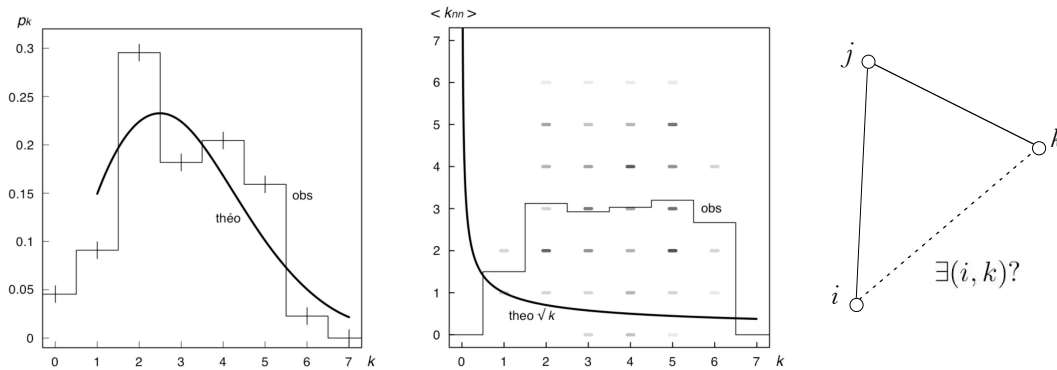 pk
0.3
0.25
0.2
0.15
0.1
0.05
0
0 1 2 3 4 5 6 7 k
théo
obs
< knn >
7
6
5
4
3
2
1
0
0 1 2 3 4 5 6 7 k
obs
theo √k
j
k
i
∃(i, k)?